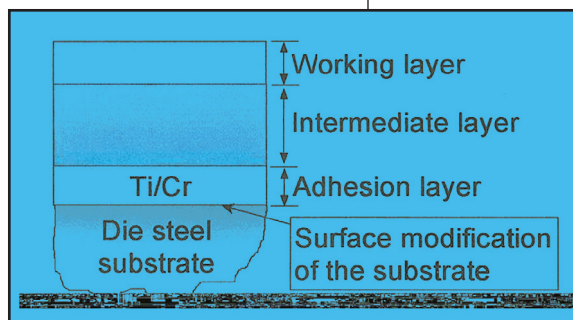 Working layer
Intermediate layer
Ti/Cr
Adhesion layer
Die steel
substrate
Surface modification
of the substrate